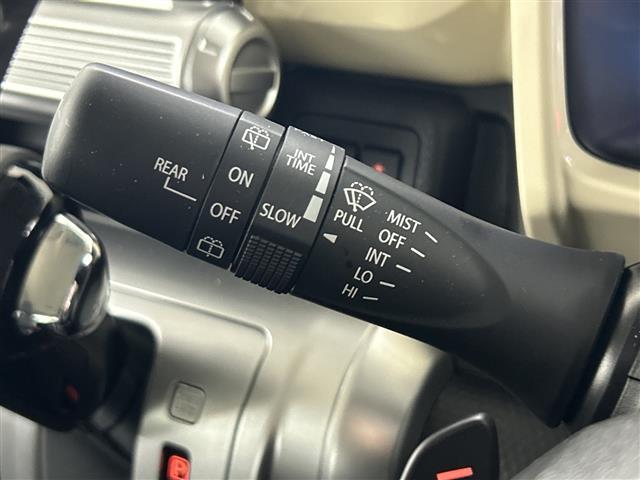 REAR
ON
OFF
INT
TIME
SLOW
PULL
MIST
OFF
INT
LO
HI
P